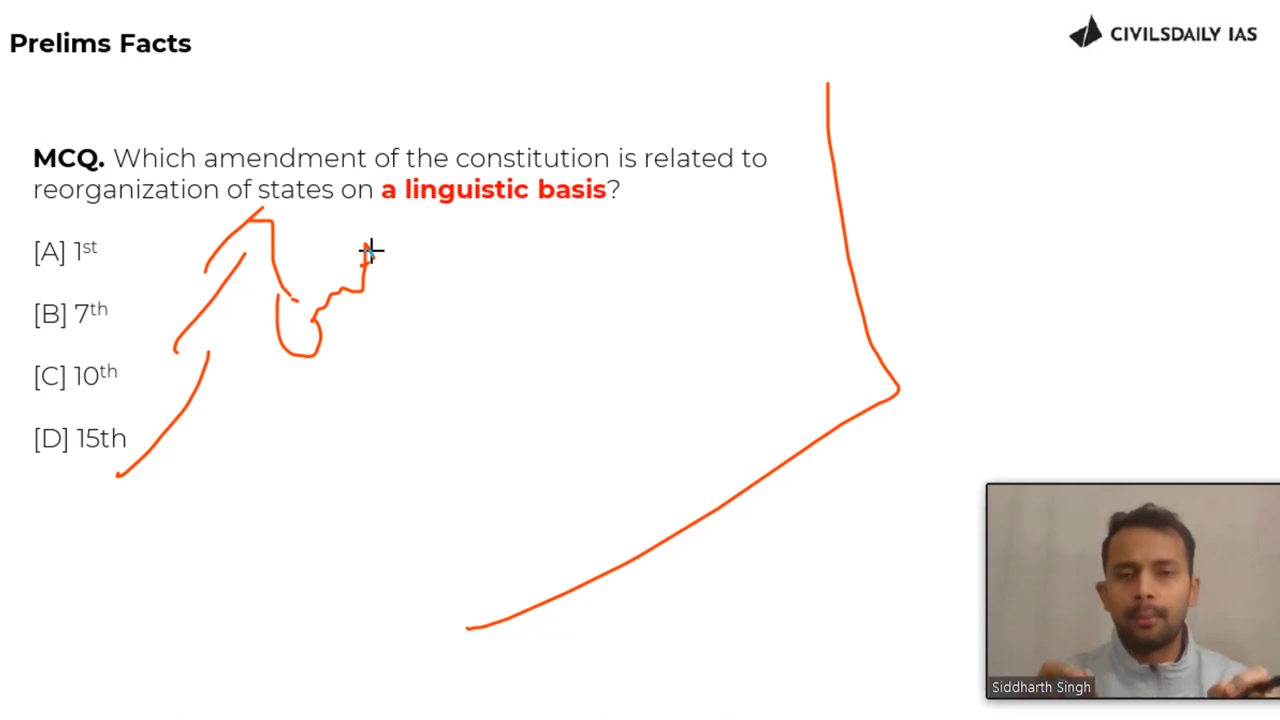 Prelims Facts
CIVILSDAILY IAS
MCQ. Which amendment of the constitution is related to
reorganization of states on a linguistic basis?
[A] 1st
[B] 7th
[C] 10th
[D] 15th
Siddharth Singh